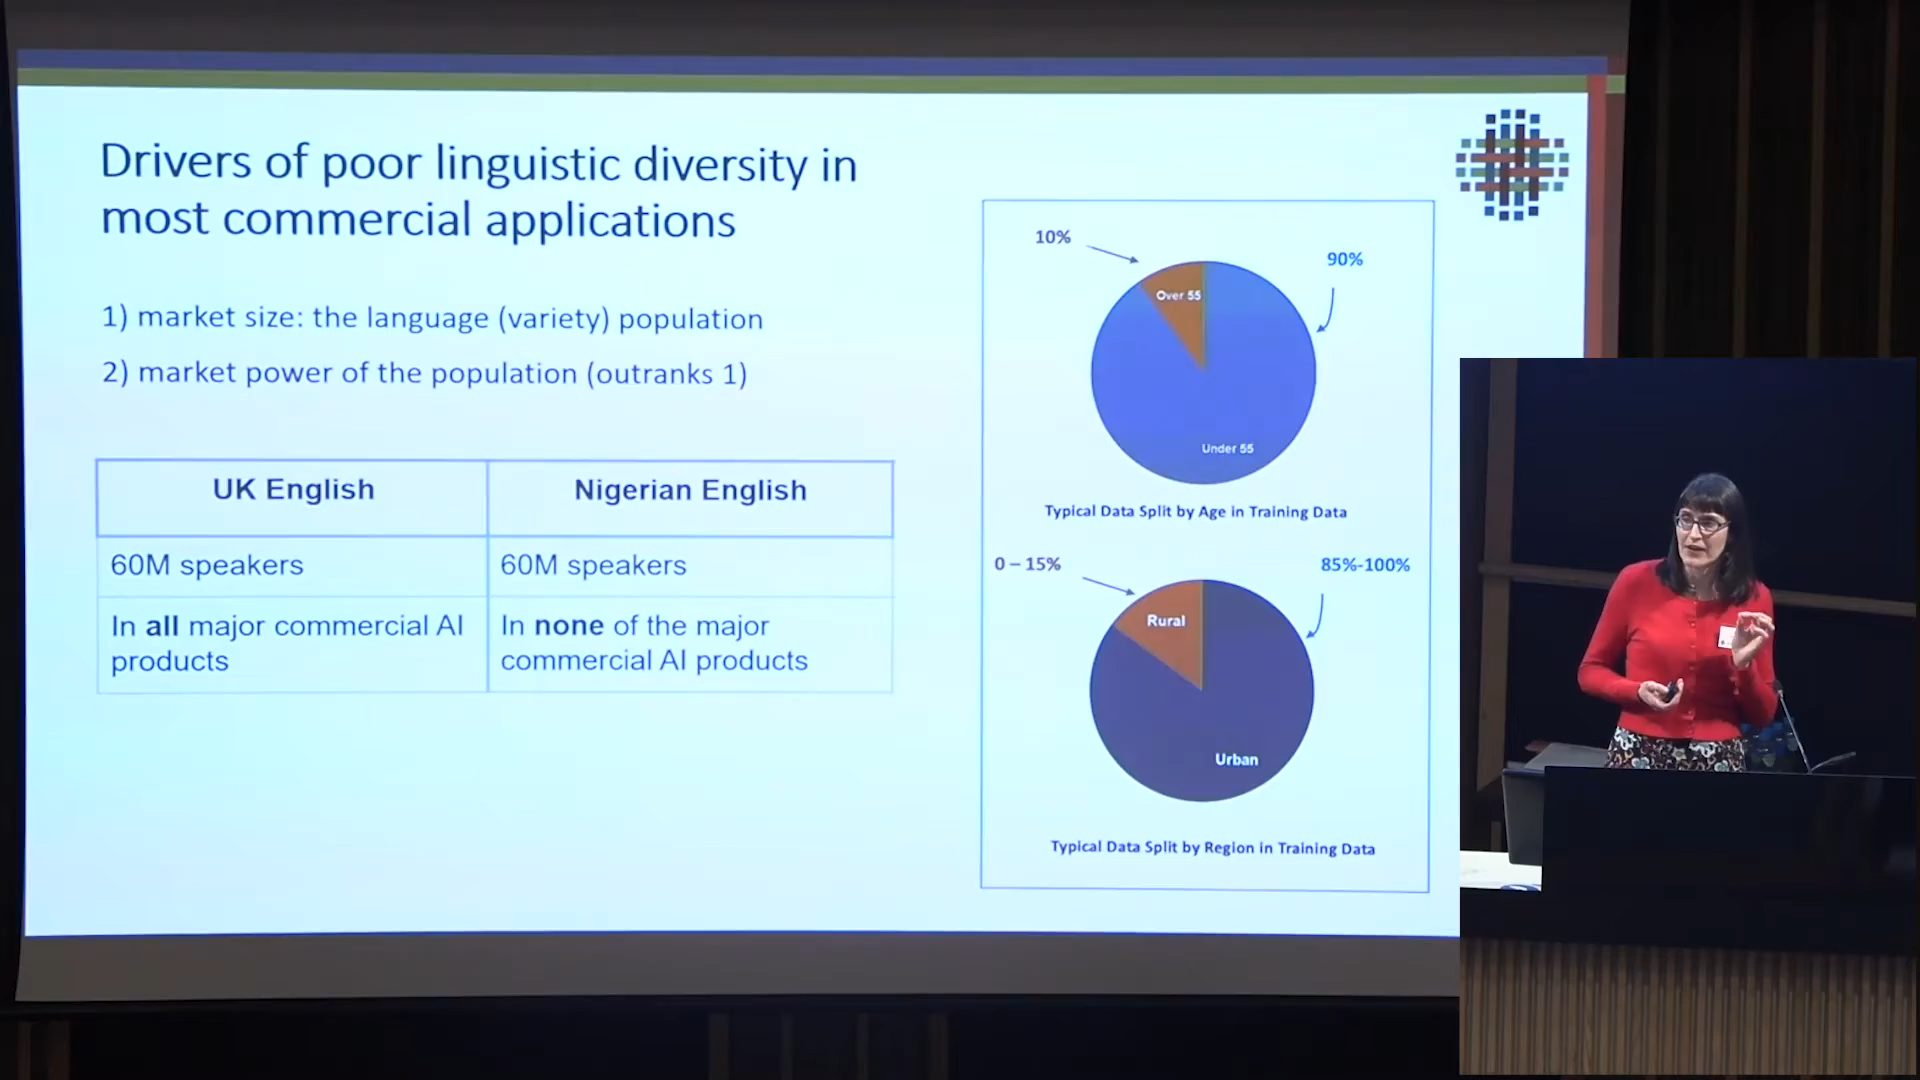 Drivers of poor linguistic diversity in
most commercial applications
1) market size: the language (variety) population
2) market power of the population (outranks 1)
UK English
Nigerian English
60M speakers
60M speakers
In all major commercial AI
products
In none of the major
commercial AI products
10%
90%
Over 55
Under 55
Typical Data Split by Age in Training Data
0 – 15%
85%-100%
Rural
Urban
Typical Data Split by Region in Training Data